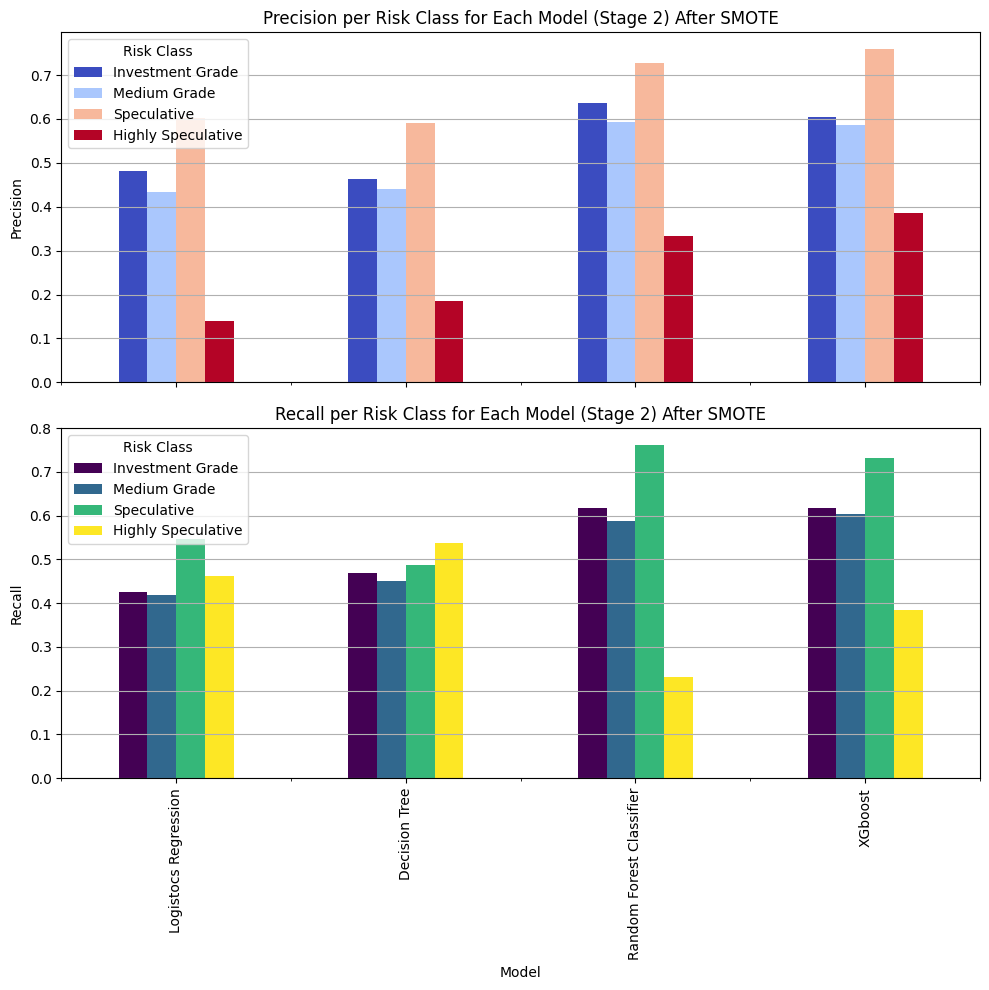 Precision per Risk Class for Each Model (Stage 2) After SMOTE
Risk Class
Investment Grade
Medium Grade
Speculative
Highly Speculative
Precision
0.7
0.6
0.5
0.4
0.3
0.2
0.1
0.0
Recall per Risk Class for Each Model (Stage 2) After SMOTE
Risk Class
Investment Grade
Medium Grade
Speculative
Highly Speculative
Recall
0.8
0.7
0.6
0.5
0.4
0.3
0.2
0.1
0.0
Logistocs Regression
Decision Tree
Random Forest Classifier
XGboost
Model